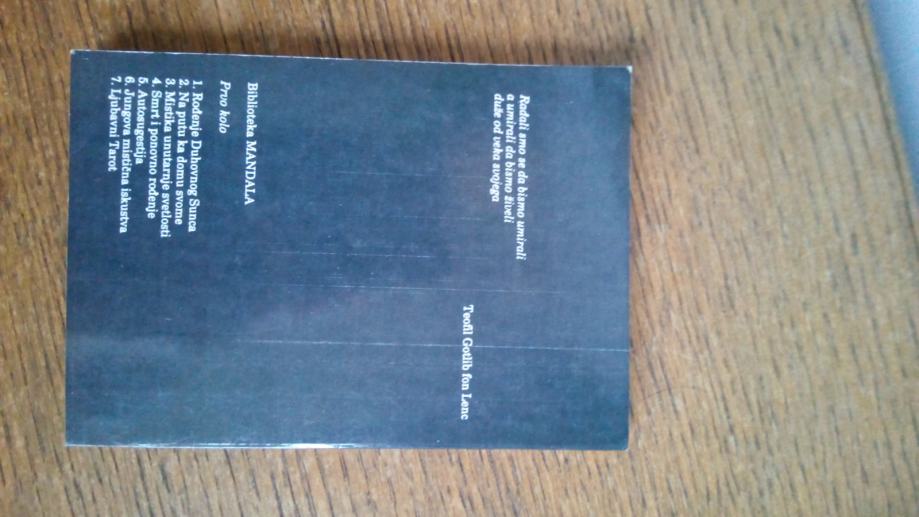 Rađali smo se da bismo umirali
a umirali da bismo živeli
duže od veka svojega
Teofil Gotlib fon Lenc
Biblioteka MANDALA
Prvo kolo
1. Rođenje Duhovnog Sunca
2. Na putu ka domu svome
3. Mistika unutarnje svetlosti
4. Smrt i ponovno rođenje
5. Autosugestija
6. Jungova mistična iskustva
7. Ljubavni Tarot